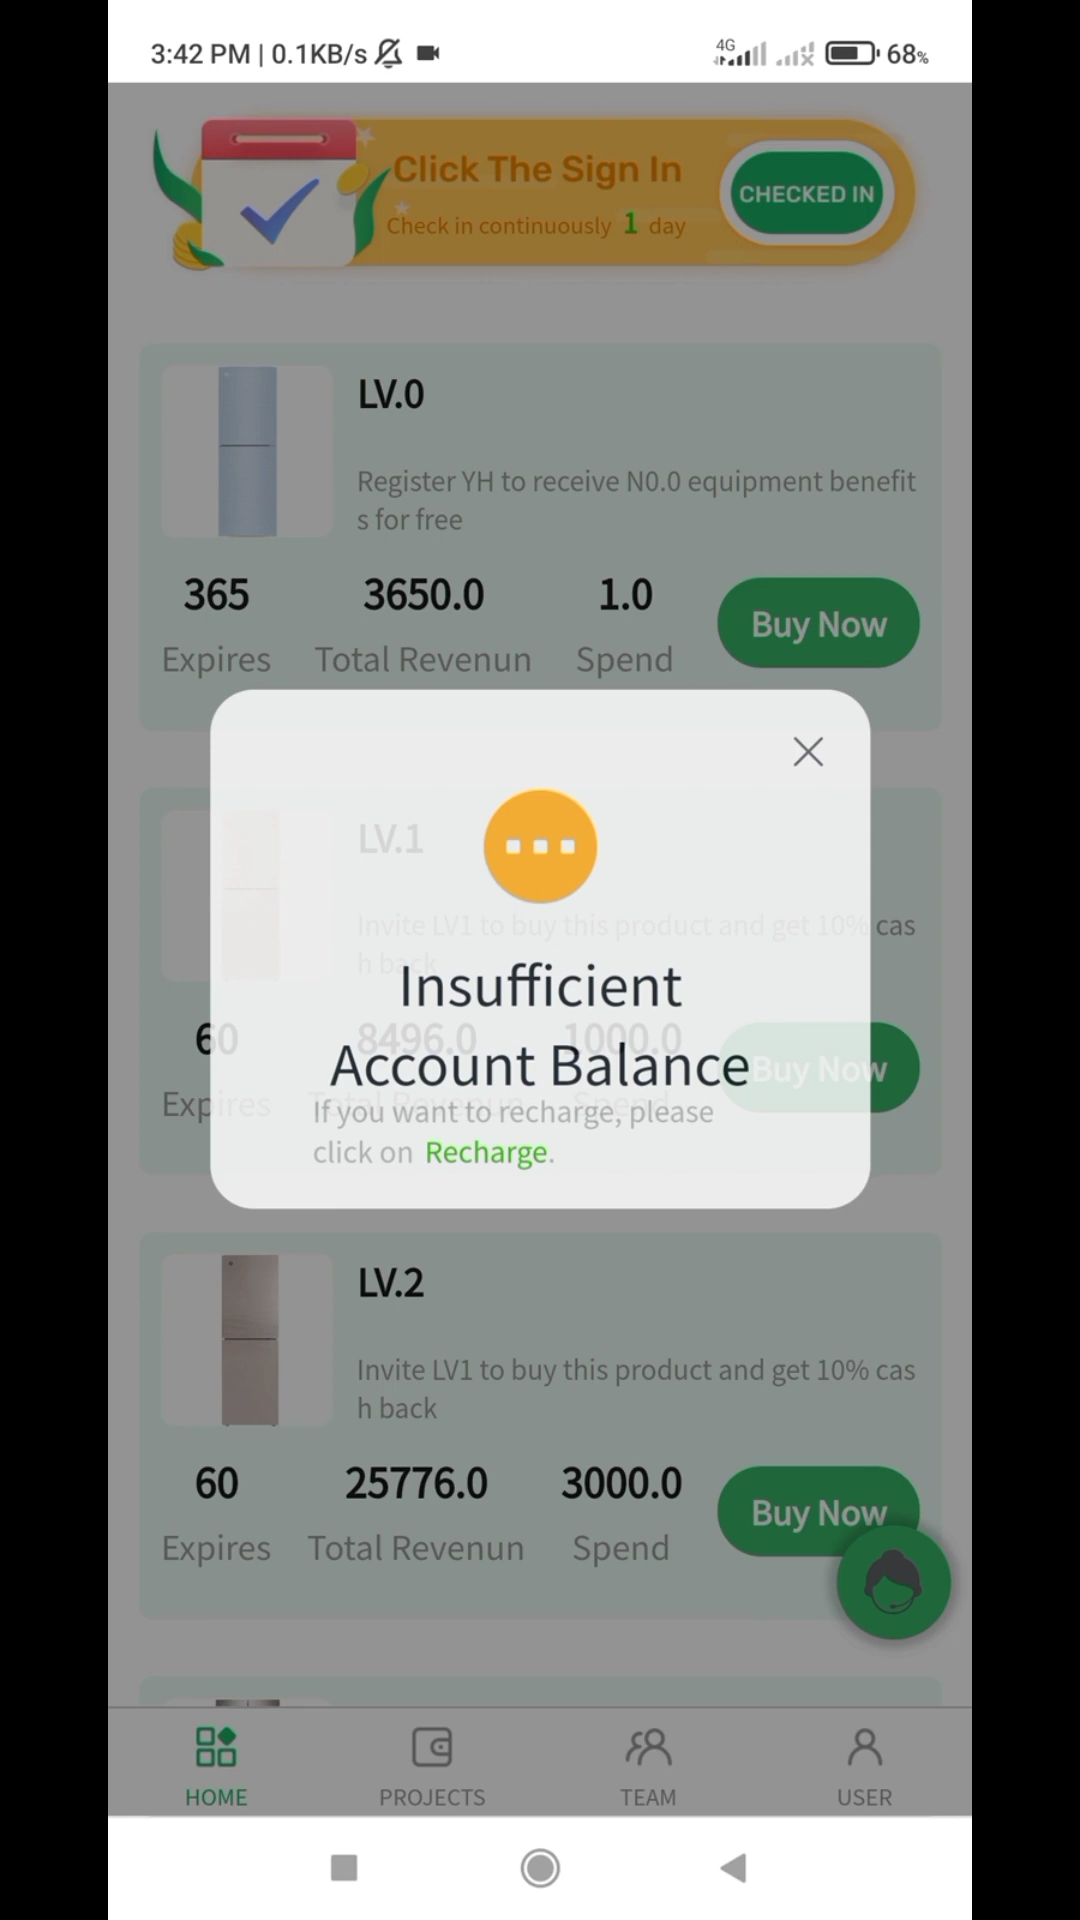 3:42 PM | 0.1KB/s
4G
68%
Click The Sign In
Check in continuously 1 day
CHECKED IN
LV.0
Register YH to receive N0.0 equipment benefit
s for free
365
3650.0
1.0
Expires
Total Revenun
Spend
Buy Now
LV.1
Invite LV1 to buy this product and get 10% cas
h back
Insufficient
Account Balance
If you want to recharge, please
click on Recharge.
60
8496.0
1000.0
Expires
Total Revenun
Spend
Buy Now
LV.2
Invite LV1 to buy this product and get 10% cas
h back
60
25776.0
3000.0
Expires
Total Revenun
Spend
Buy Now
HOME
PROJECTS
TEAM
USER